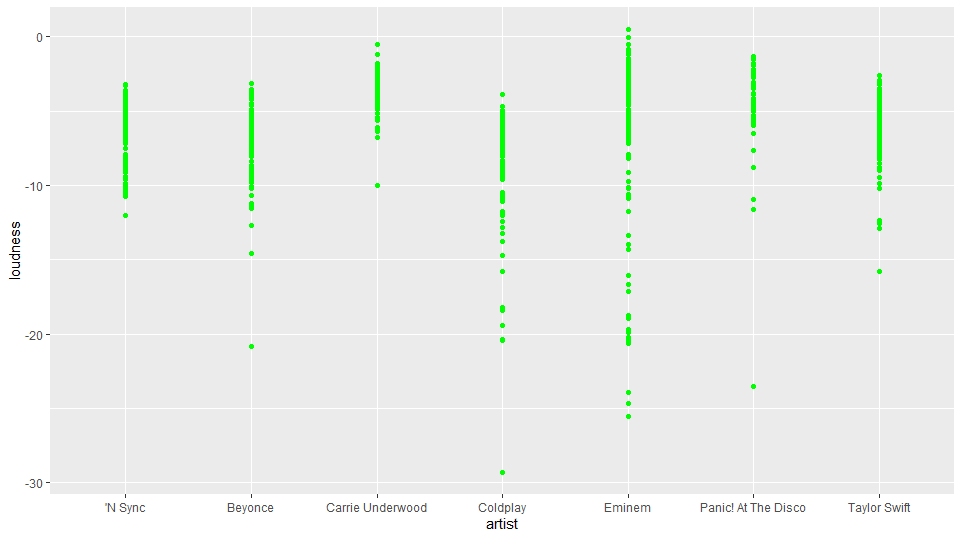 loudness
0
-10
-20
-30
'N Sync Beyonce Carrie Underwood Coldplay Eminem Panic! At The Disco Taylor Swift
artist